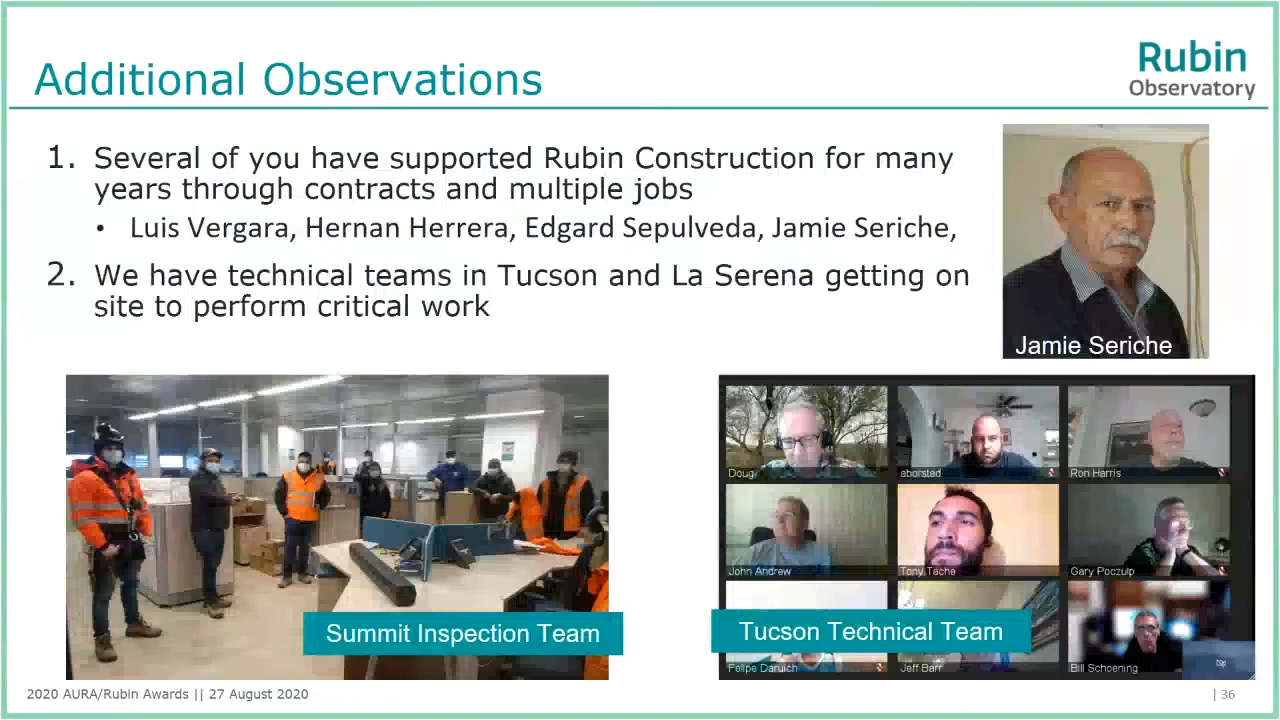 Additional Observations
Rubin
Observatory
1. Several of you have supported Rubin Construction for many
years through contracts and multiple jobs
• Luis Vergara, Hernan Herrera, Edgard Sepulveda, Jamie Seriche,
2. We have technical teams in Tucson and La Serena getting on
site to perform critical work
Jamie Seriche
Doug
aborsted
Ron Harris
John Andrew
Tony Tache
Gary Poczulp
Summit Inspection Team
Tucson Technical Team
Felipe Daruich
Jeff Barr
Bill Schoening
2020 AURA/Rubin Awards || 27 August 2020
| 36